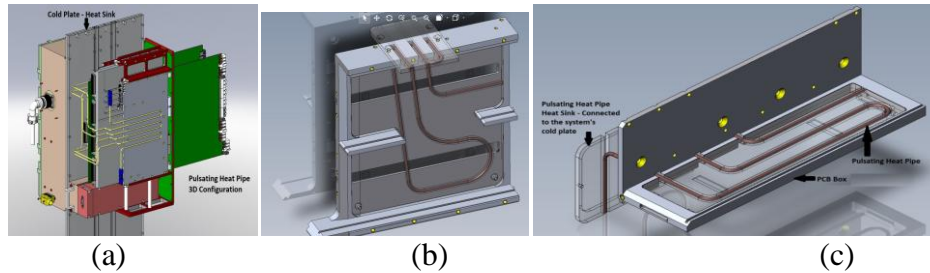 Cold Plate - Heat Sink
Pulsating Heat Pipe
3D Configuration
Pulsating Heat Pipe
Heat Sink - Connected
to the system's
cold plate
Pulsating Heat Pipe
PCB Box
(a)
(b)
(c)